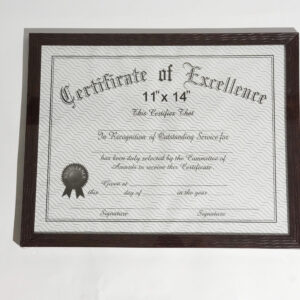 Certificate of Excellence
11"x 14"
This Certifies That
In Recognition of Outstanding Service for
has been duly selected by the Committee of
Awards to receive this Certificate
Given at
this day of in the year
Signature Signature